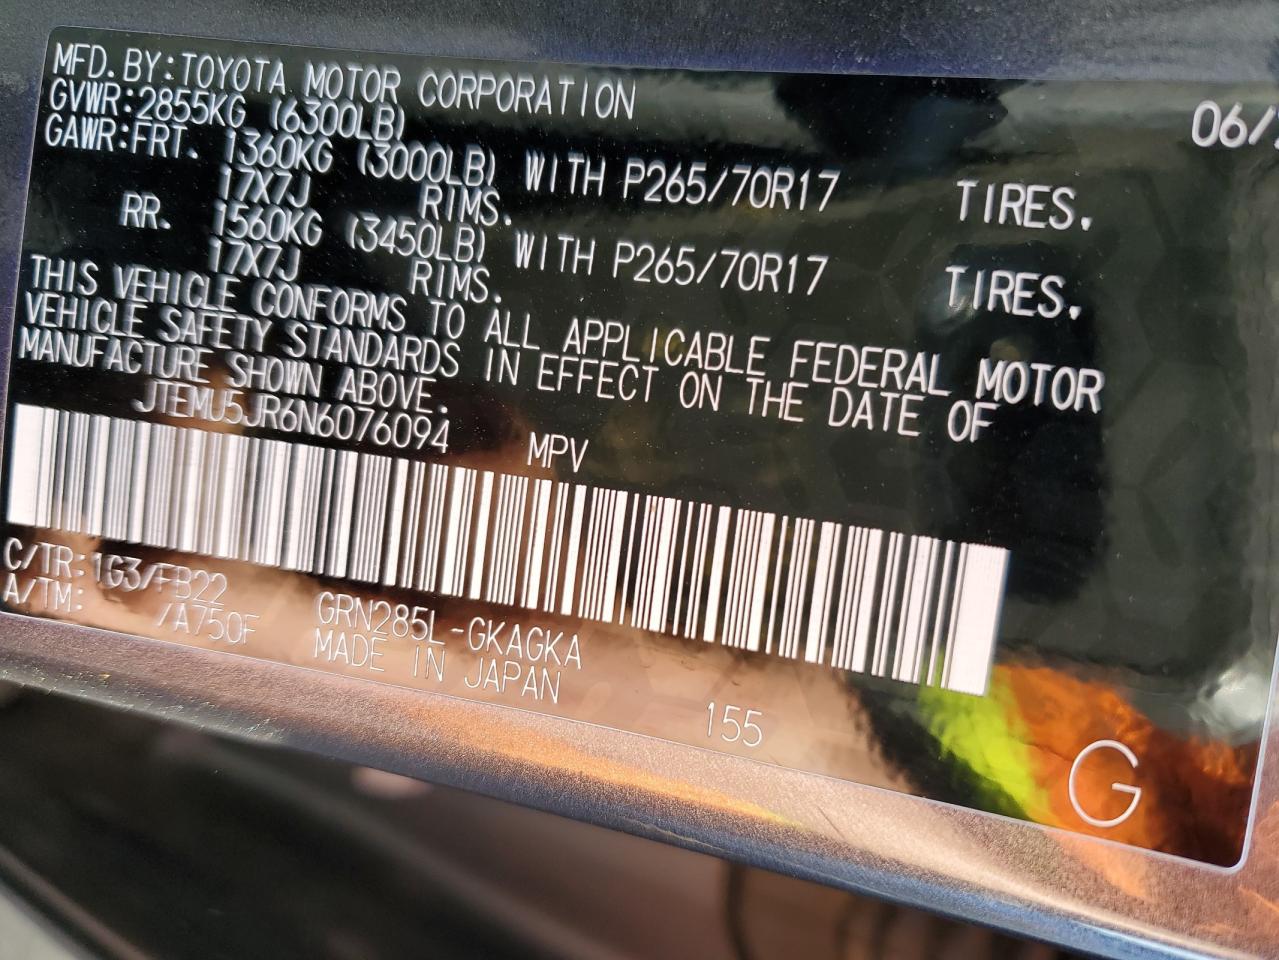 MFD. BY: TOYOTA MOTOR CORPORATION 06/
GVWR: 2855KG (6300LB)
GAWR: FRT. 1360KG (3000LB) WITH P265/70R17 TIRES,
17X7J RIMS.
RR. 1560KG (3450LB) WITH P265/70R17 TIRES,
17X7J RIMS.
THIS VEHICLE CONFORMS TO ALL APPLICABLE FEDERAL MOTOR
VEHICLE SAFETY STANDARDS IN EFFECT ON THE DATE OF
MANUFACTURE SHOWN ABOVE.
JTEMU5JR6N6076094 MPV
C/TR: 1G3/FB22
A/TM: /A750F GRN285L-GKAGKA
MADE IN JAPAN
155
G